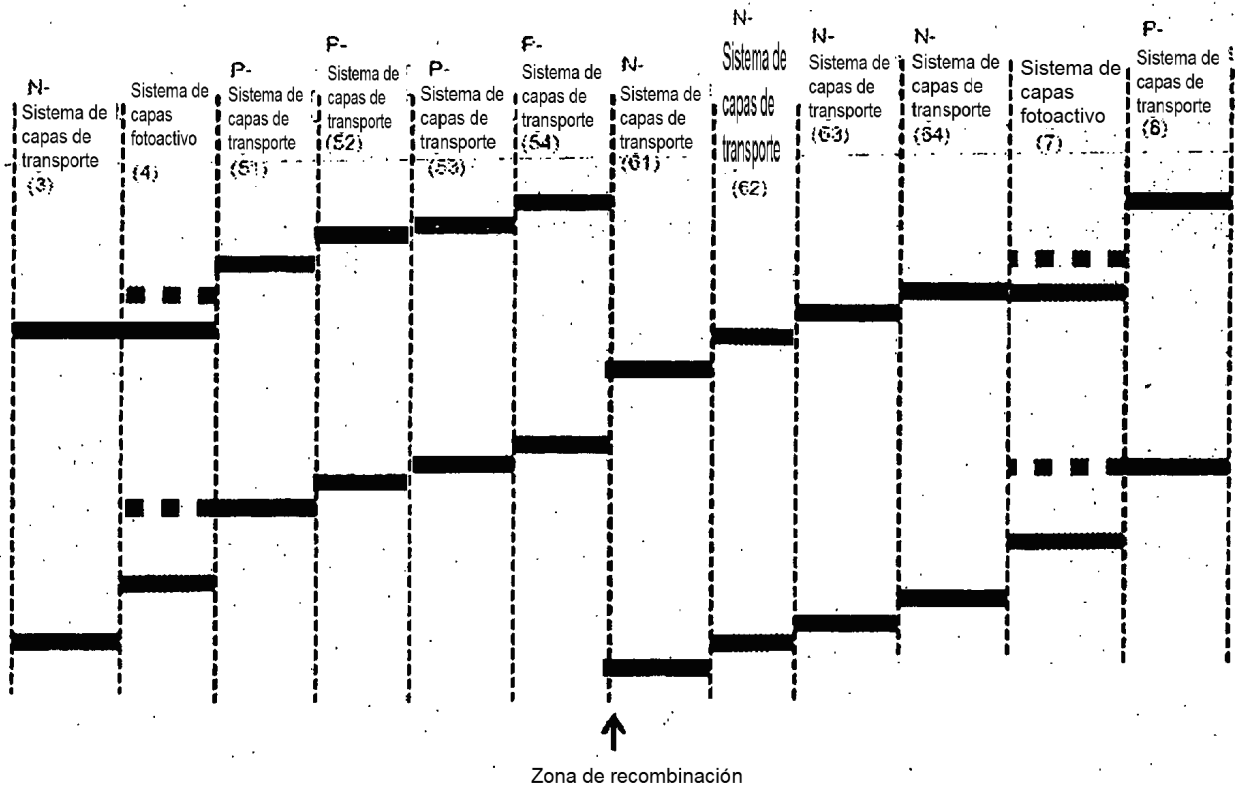 N-
Sistema de
capas de
transporte
(3)
Sistema de
capas
fotoactivo
(4)
P-
Sistema de
capas de
transporte
(51)
P-
Sistema de
capas de
transporte
(52)
P-
Sistema de
capas de
transporte
(53)
P-
Sistema de
capas de
transporte
(54)
N-
Sistema de
capas de
transporte
(61)
N-
Sistema de
capas de
transporte
(62)
N-
Sistema de
capas de
transporte
(63)
N-
Sistema de
capas de
transporte
(64)
Sistema de
capas
fotoactivo
(7)
P-
Sistema de
capas de
transporte
(8)
Zona de recombinación